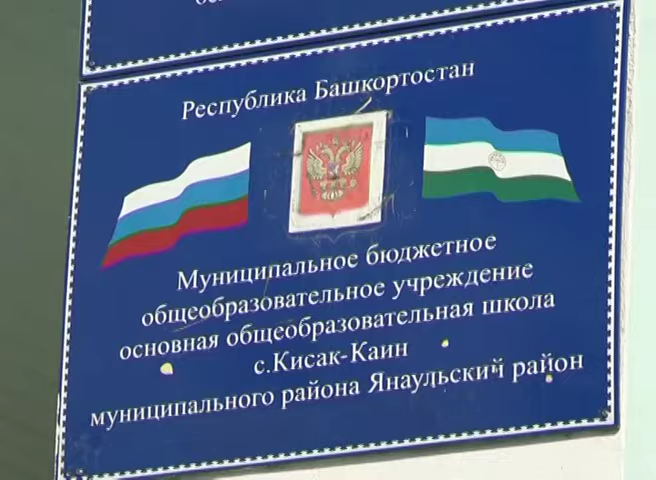 Республика Башкортостан
Муниципальное бюджетное
общеобразовательное учреждение
основная общеобразовательная школа
с.Кисак-Каин
муниципального района Янаульский район